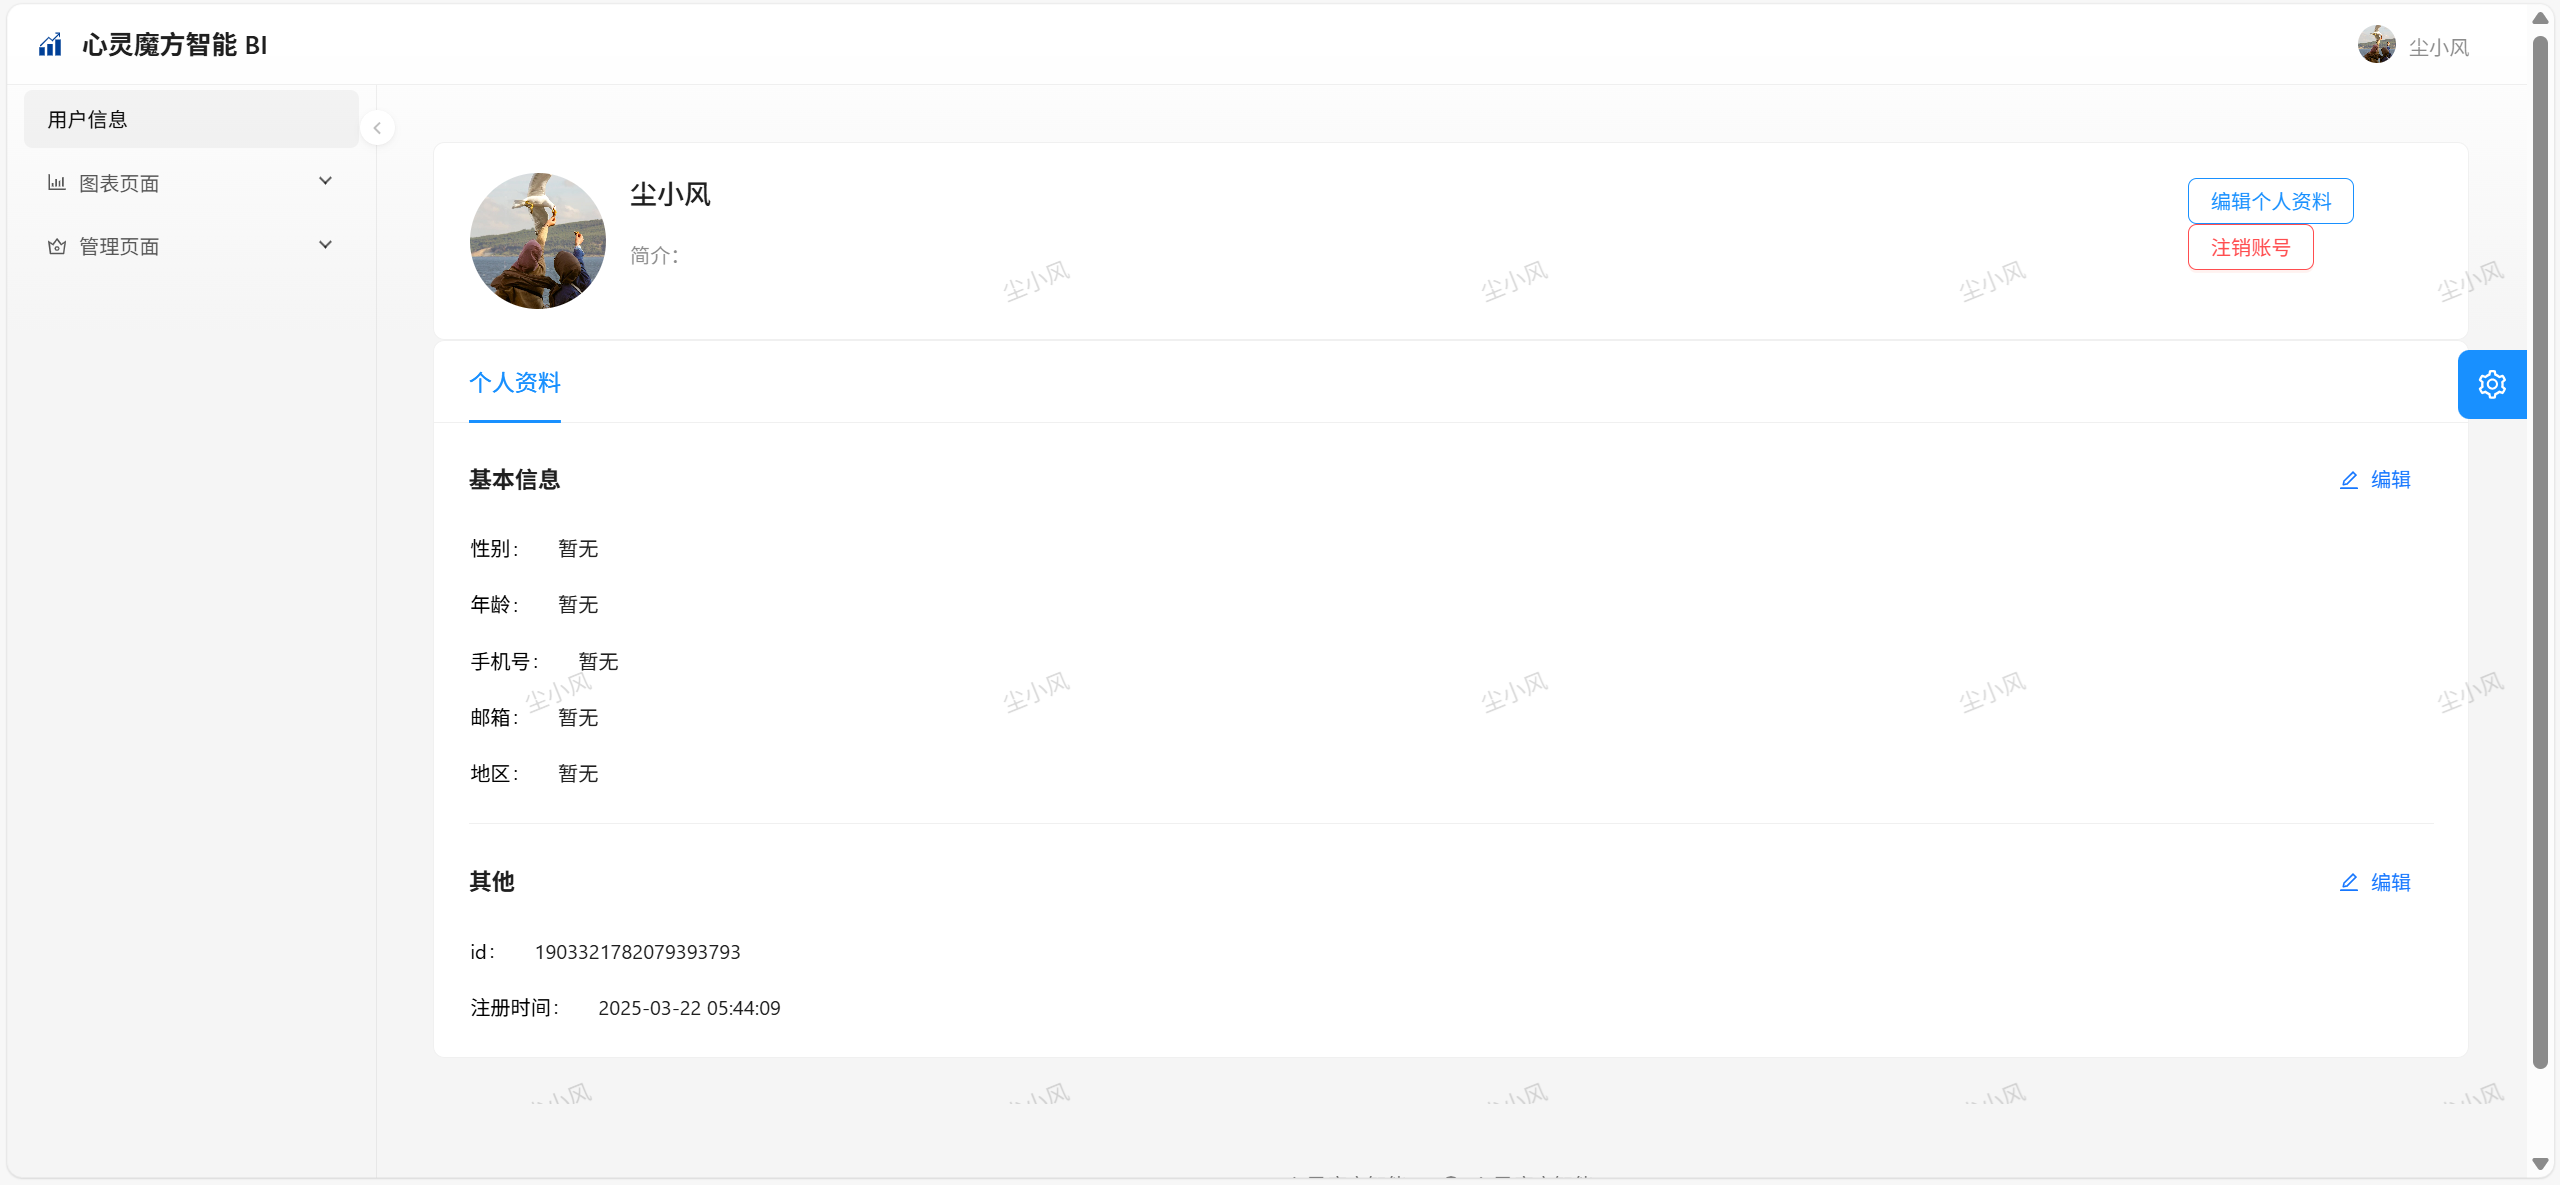 心灵魔方智能 BI
尘小风
用户信息
图表页面
管理页面
尘小风
简介：
编辑个人资料
注销账号
尘小风 尘小风 尘小风 尘小风
个人资料
基本信息
编辑
性别： 暂无
年龄： 暂无
手机号： 暂无
尘小风 尘小风 尘小风 尘小风 尘小风
邮箱： 暂无
地区： 暂无
其他
编辑
id： 1903321782079393793
注册时间： 2025-03-22 05:44:09